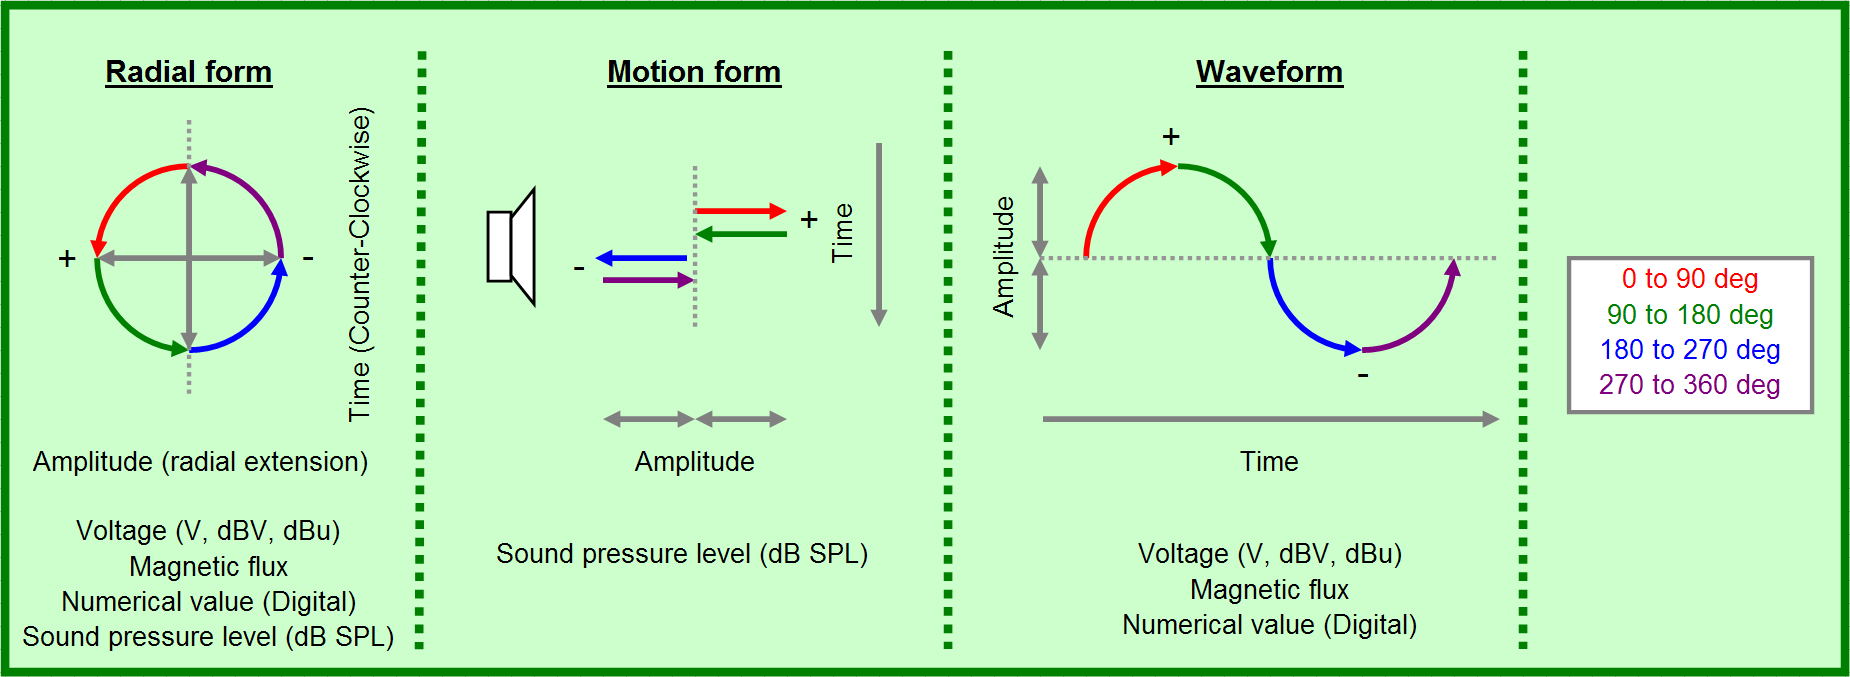 Radial form
+
-
Time (Counter-Clockwise)
Amplitude (radial extension)
Voltage (V, dBV, dBu)
Magnetic flux
Numerical value (Digital)
Sound pressure level (dB SPL)
Motion form
+
-
Time
Amplitude
Sound pressure level (dB SPL)
Waveform
+
Amplitude
-
Time
Voltage (V, dBV, dBu)
Magnetic flux
Numerical value (Digital)
0 to 90 deg
90 to 180 deg
180 to 270 deg
270 to 360 deg